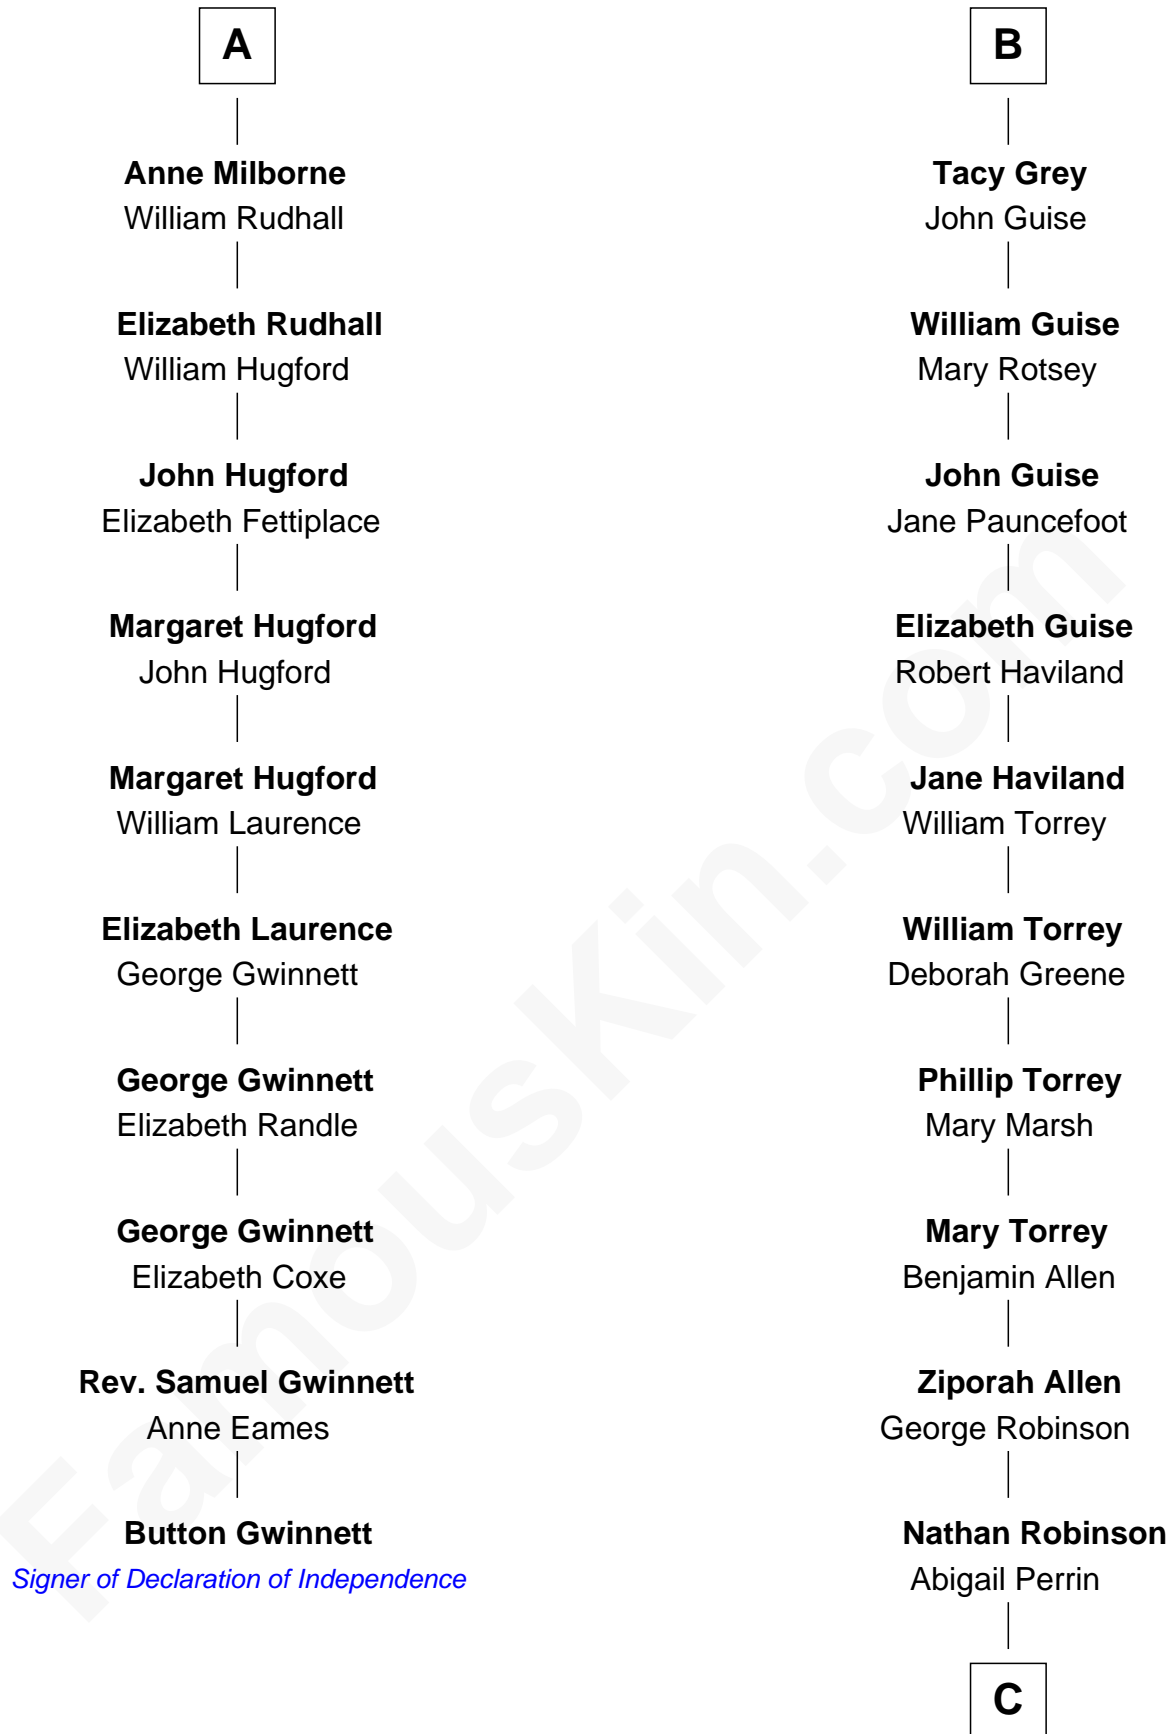 A
Anne Milborne
William Rudhall
Elizabeth Rudhall
William Hugford
John Hugford
Elizabeth Fettiplace
Margaret Hugford
John Hugford
Margaret Hugford
William Laurence
Elizabeth Laurence
George Gwinnett
George Gwinnett
Elizabeth Randle
George Gwinnett
Elizabeth Coxe
Rev. Samuel Gwinnett
Anne Eames
Button Gwinnett
Signer of Declaration of Independence
B
Tacy Grey
John Guise
William Guise
Mary Rotsey
John Guise
Jane Pauncefoot
Elizabeth Guise
Robert Haviland
Jane Haviland
William Torrey
William Torrey
Deborah Greene
Phillip Torrey
Mary Marsh
Mary Torrey
Benjamin Allen
Ziporah Allen
George Robinson
Nathan Robinson
Abigail Perrin
C
FamousKin.com